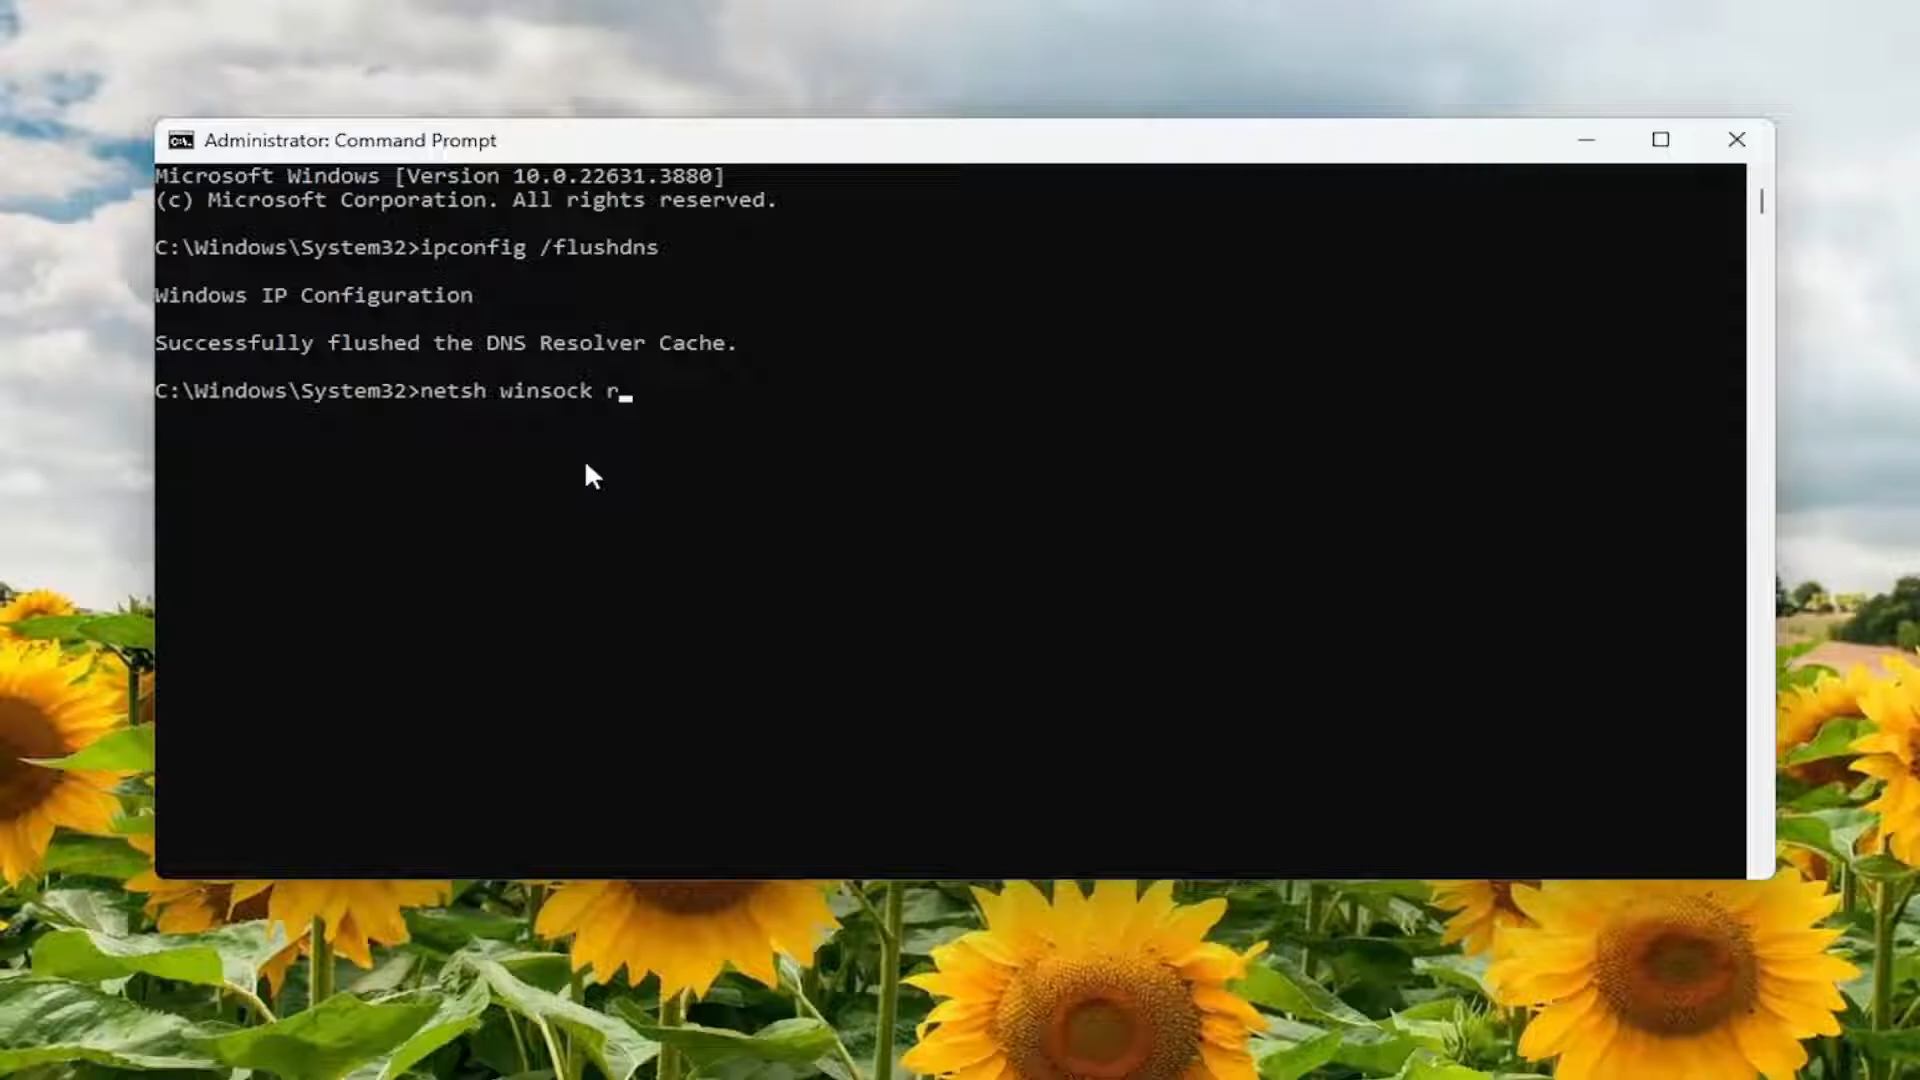 Administrator: Command Prompt
Microsoft Windows [Version 10.0.22631.3880]
(c) Microsoft Corporation. All rights reserved.
C:\Windows\System32>ipconfig /flushdns
Windows IP Configuration
Successfully flushed the DNS Resolver Cache.
C:\Windows\System32>netsh winsock r